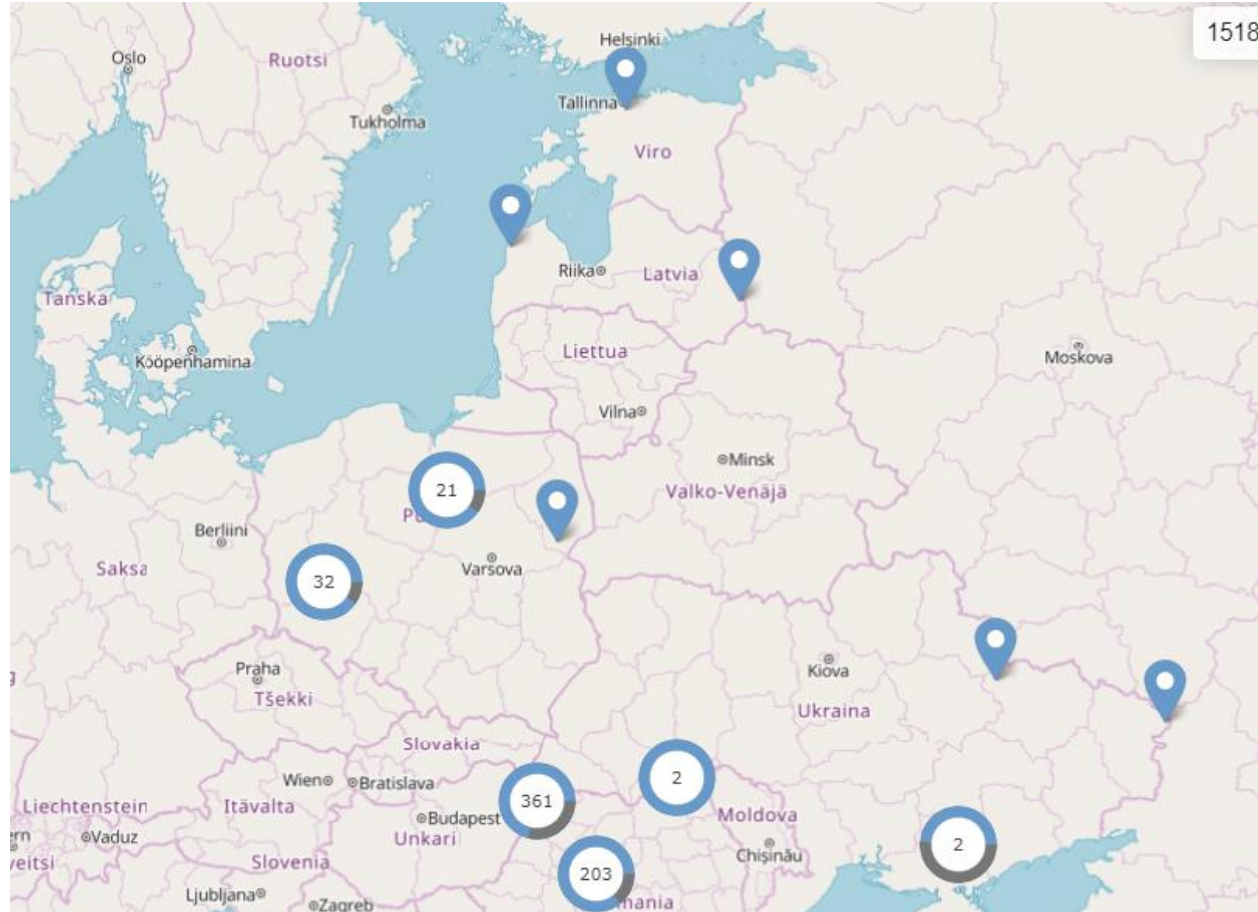 1518
Helsinki
Oslo
Ruotsi
Tallinna
Tukholma
Viro
Riika
Latvia
Tanska
Liettua
Moskova
Kööpenhamina
Vilna
Minsk
21
Valko-Venäjä
Berliini
Varsova
Saksa
32
Praha
Kiova
Tšekki
Ukraina
Slovakia
Wien
Bratislava
2
361
Liechtenstein
Itävalta
Budapest
Moldova
Vaduz
Unkari
2
Chișinău
Slovenia
203
Ljubljana
Zagreb